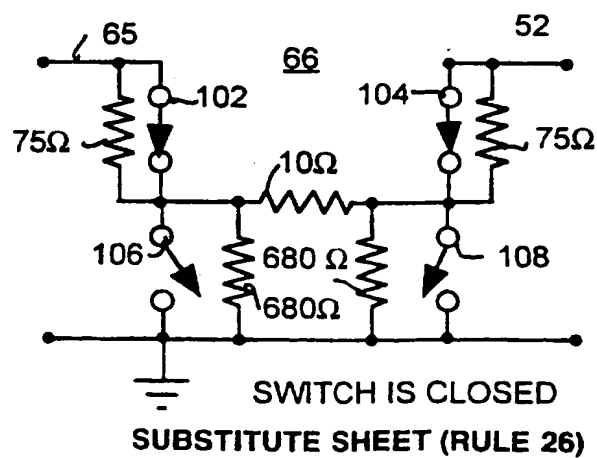 65
66
52
102
104
75Ω
10Ω
75Ω
106
680 Ω
680Ω
108
SWITCH IS CLOSED
SUBSTITUTE SHEET (RULE 26)